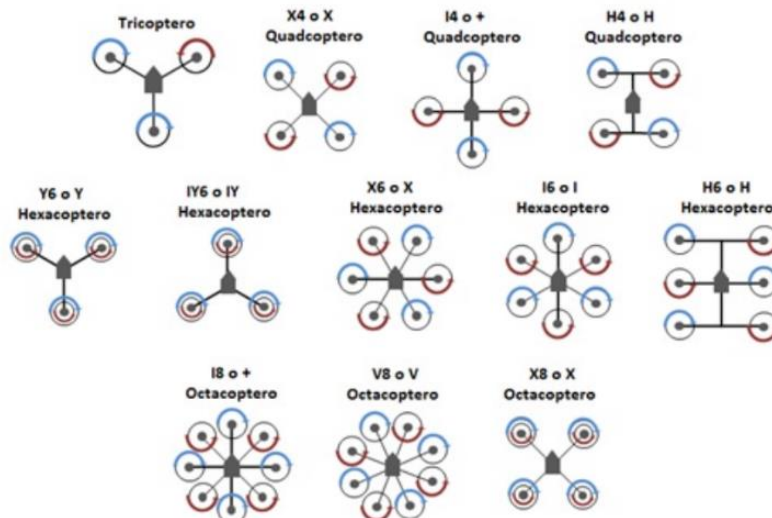 Tricoptero
X4 o X
Quadcoptero
I4 o +
Quadcoptero
H4 o H
Quadcoptero
Y6 o Y
Hexacoptero
IY6 o IY
Hexacoptero
X6 o X
Hexacoptero
I6 o I
Hexacoptero
H6 o H
Hexacoptero
I8 o +
Octacoptero
V8 o V
Octacoptero
X8 o X
Octacoptero